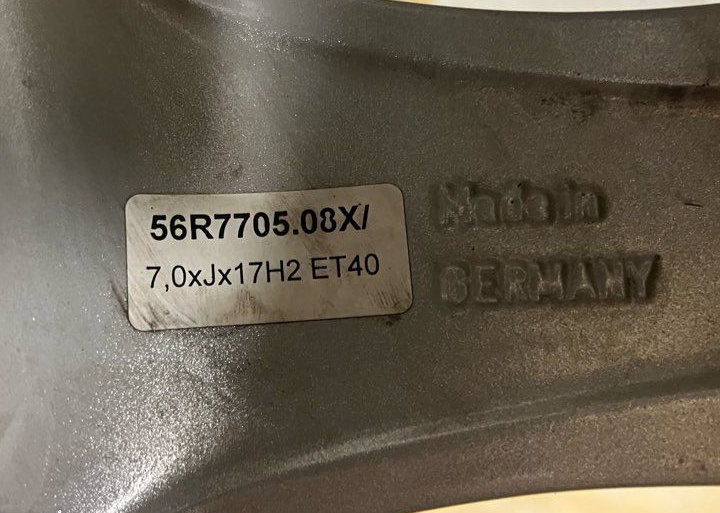 56R7705.08X/
7,0xJx17H2 ET40
Made in
GERMANY